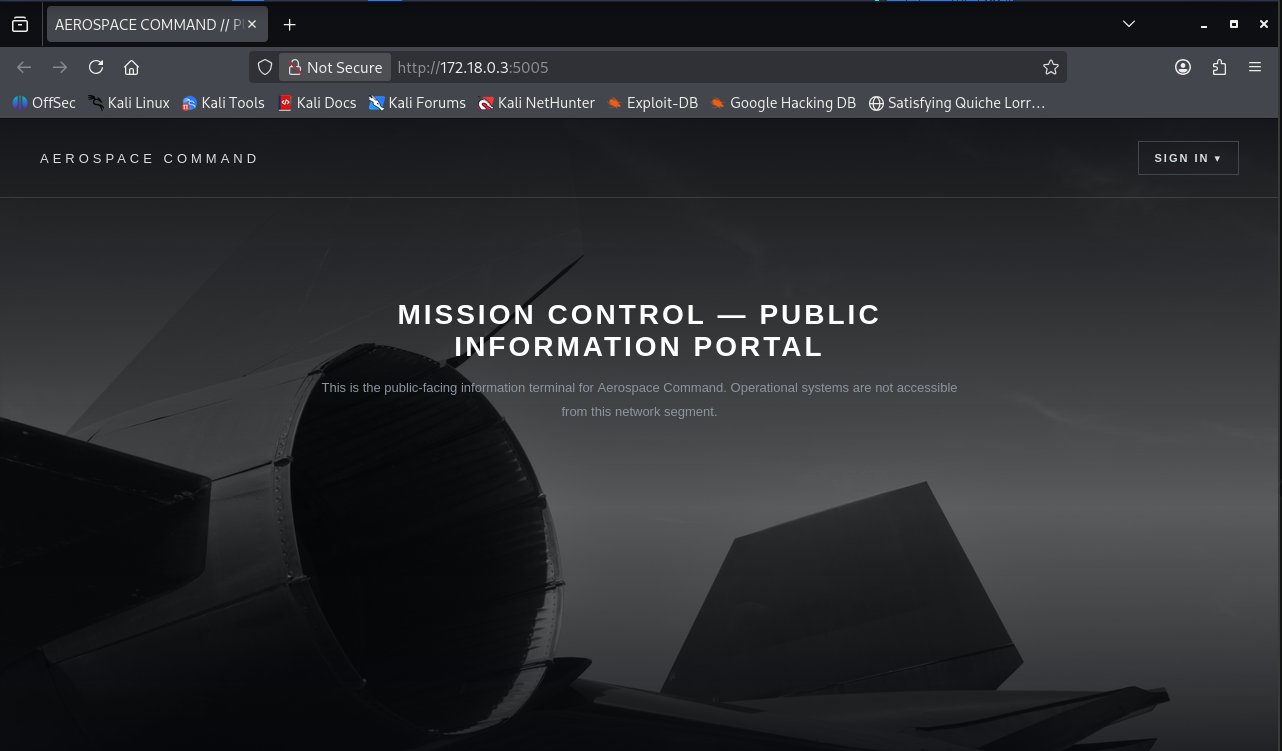 AEROSPACE COMMAND // P
Not Secure http://172.18.0.3:5005
OffSec Kali Linux Kali Tools Kali Docs Kali Forums Kali NetHunter Exploit-DB Google Hacking DB Satisfying Quiche Lorr…
AEROSPACE COMMAND
SIGN IN ▾
MISSION CONTROL — PUBLIC
INFORMATION PORTAL
This is the public-facing information terminal for Aerospace Command. Operational systems are not accessible
from this network segment.